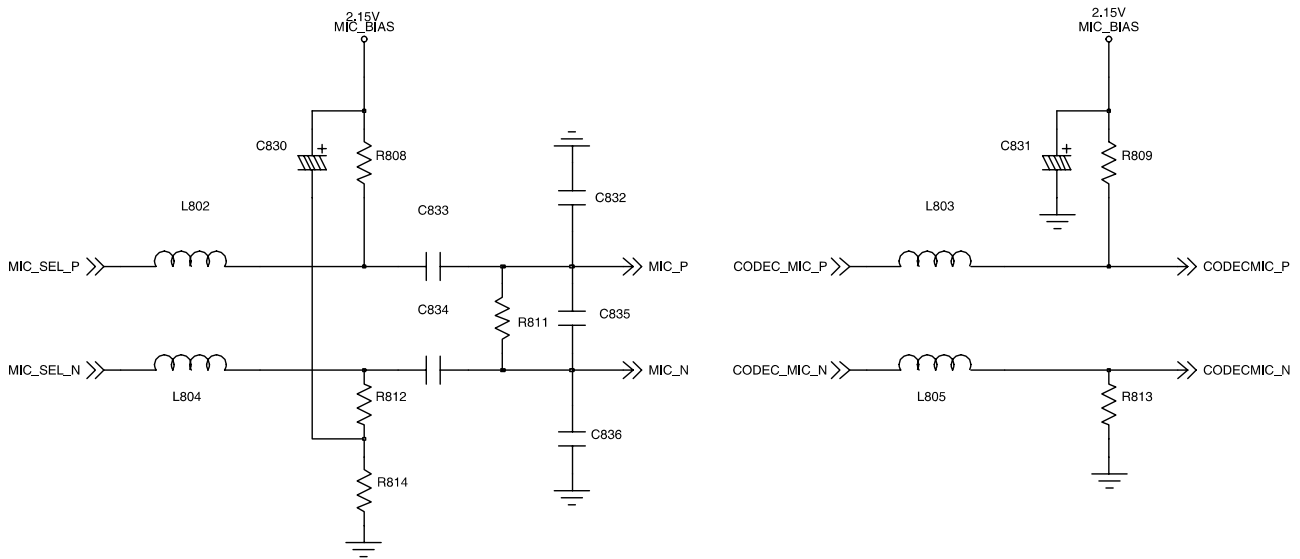 2.15V
MIC_BIAS
2.15V
MIC_BIAS
C830
+
R808
C831
+
R809
C832
L802
C833
L803
MIC_SEL_P
MIC_P
CODEC_MIC_P
CODECMIC_P
C834
R811
C835
MIC_SEL_N
MIC_N
CODEC_MIC_N
CODECMIC_N
L804
R812
L805
R813
C836
R814